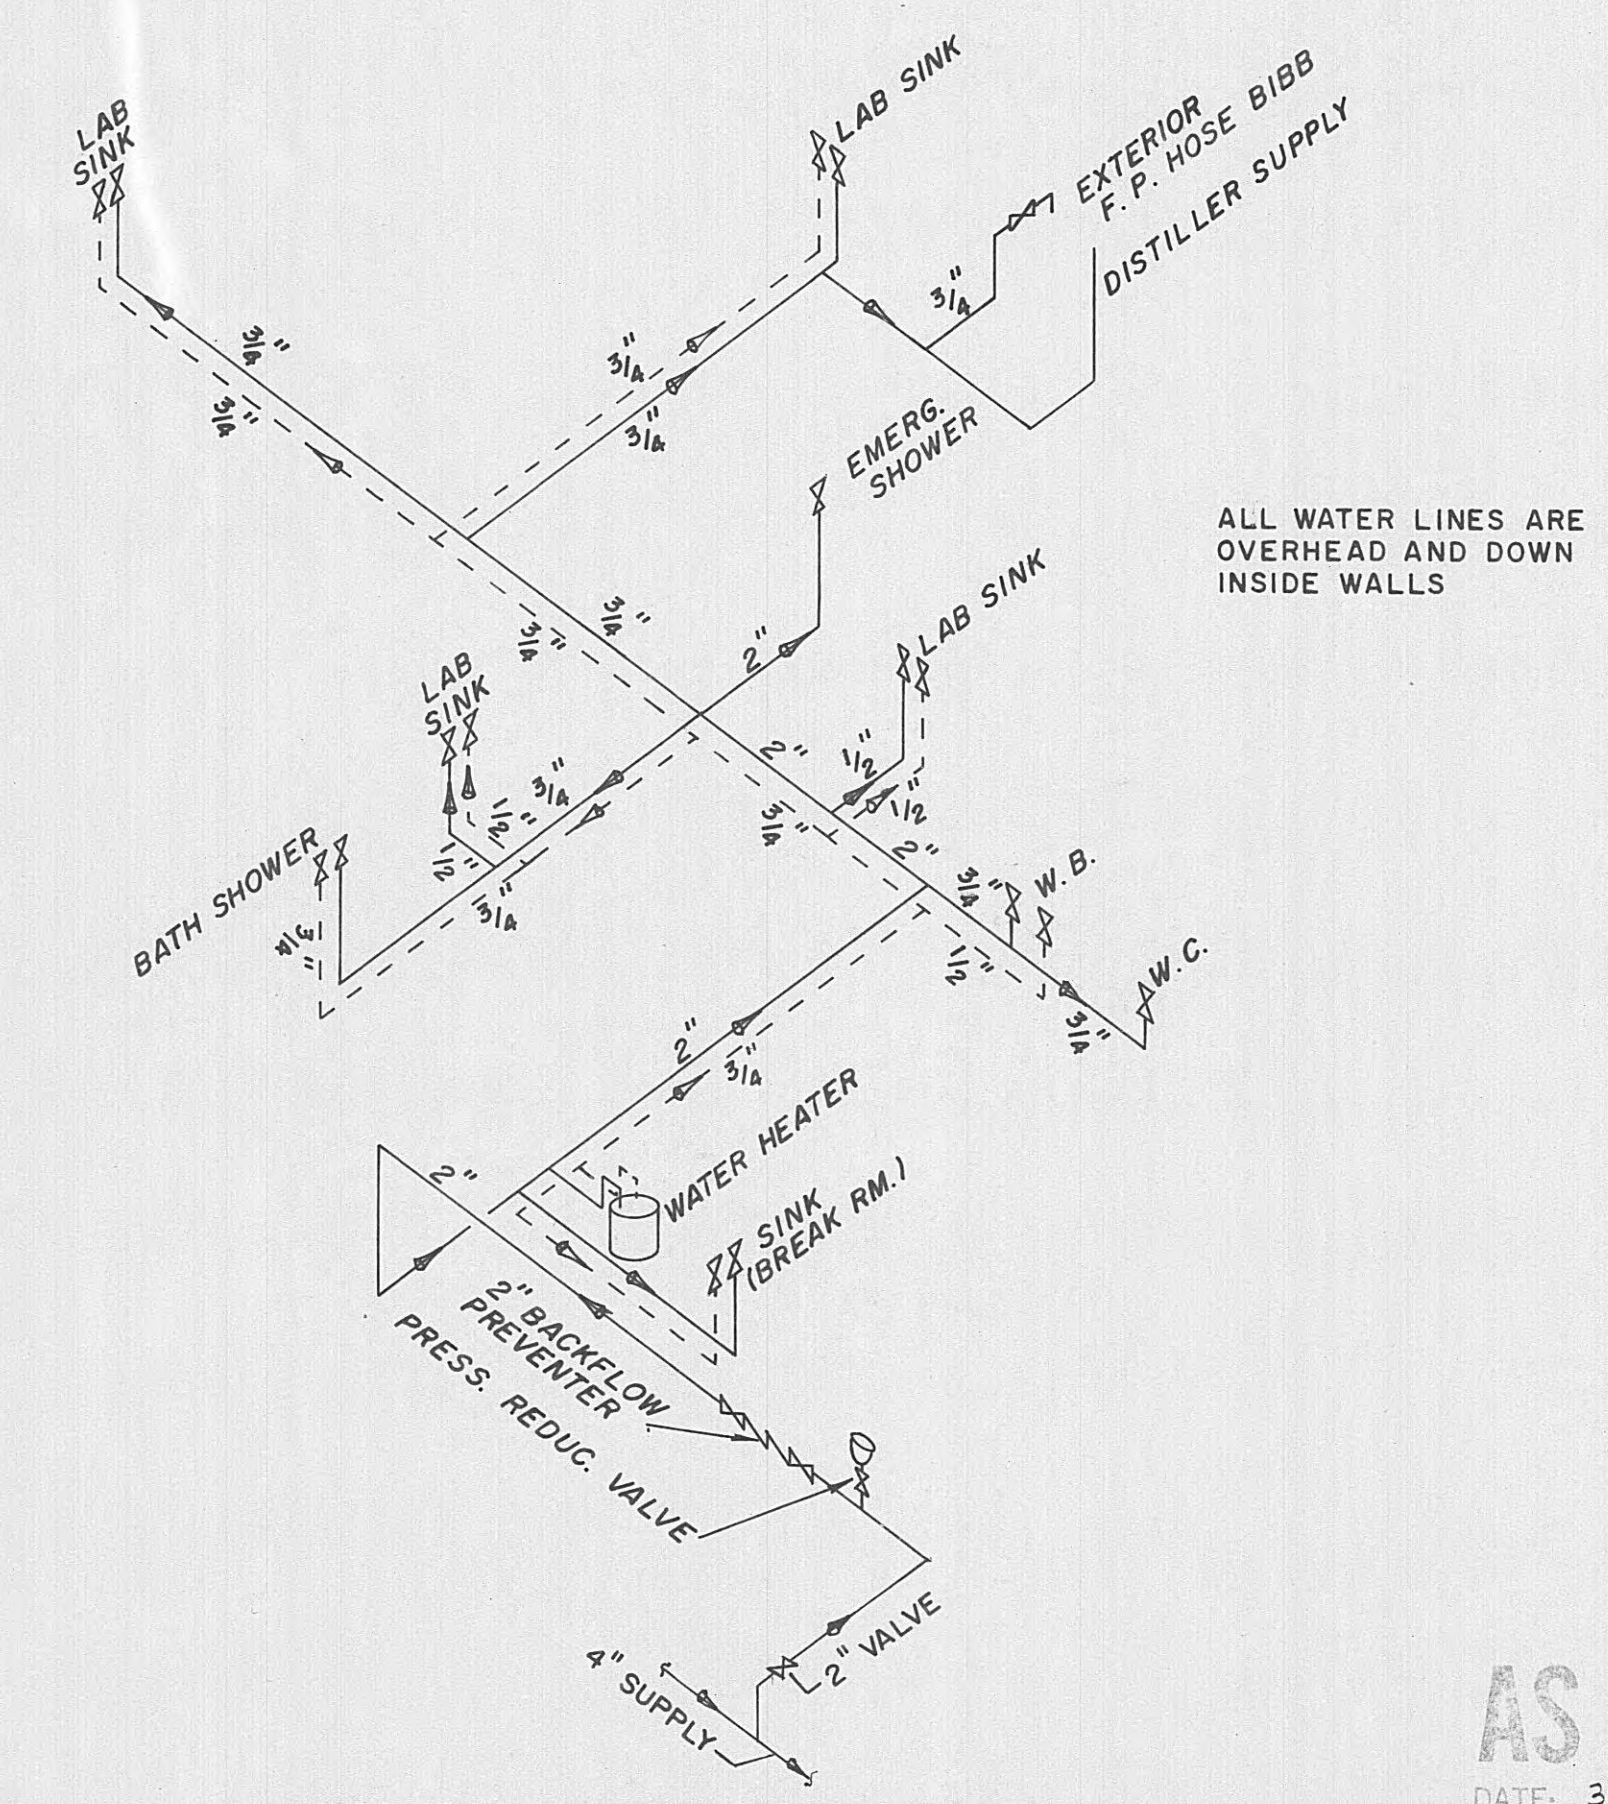 LAB
SINK
LAB SINK
EXTERIOR
F. P. HOSE BIBB
DISTILLER SUPPLY
3/4"
3/4"
3/4"
3/4"
3/4"
EMERG.
SHOWER
ALL WATER LINES ARE
OVERHEAD AND DOWN
INSIDE WALLS
3/4"
3/4"
2"
LAB SINK
LAB
SINK
2"
1/2"
1/2"
3/4"
3/4"
1/2"
1/2"
3/4"
2"
3/4"
W. B.
BATH SHOWER
3/4"
1/2"
W. C.
3/4"
2"
3/4"
WATER HEATER
2"
SINK
(BREAK RM.)
2" BACKFLOW
PREVENTER
PRESS. REDUC. VALVE
2" VALVE
4" SUPPLY
AS
DATE: 3